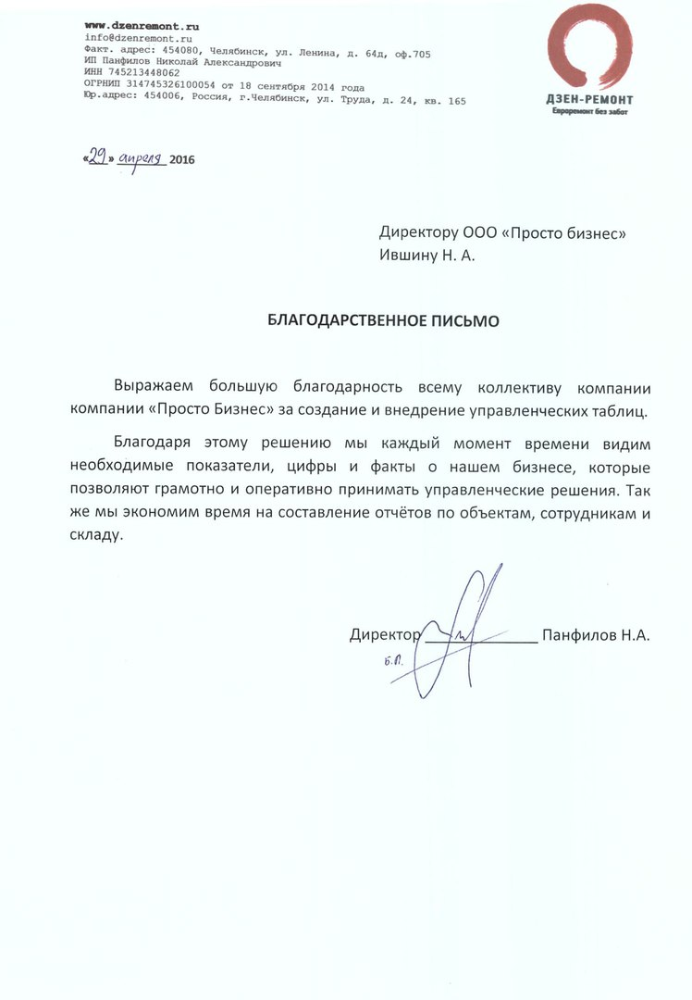 www.dzenremont.ru
info@dzenremont.ru
Факт. адрес: 454080, Челябинск, ул. Ленина, д. 64д, оф.705
ИП Панфилов Николай Александрович
ИНН 745213448062
ОГРНИП 314745326100054 от 18 сентября 2014 года
Юр.адрес: 454006, Россия, г.Челябинск, ул. Труда, д. 24, кв. 165
ДЗЕН-РЕМОНТ
Евроремонт без забот
«29» апреля 2016
Директору ООО «Просто бизнес»
Ившину Н. А.
БЛАГОДАРСТВЕННОЕ ПИСЬМО
Выражаем большую благодарность всему коллективу компании
компании «Просто Бизнес» за создание и внедрение управленческих таблиц.
Благодаря этому решению мы каждый момент времени видим
необходимые показатели, цифры и факты о нашем бизнесе, которые
позволяют грамотно и оперативно принимать управленческие решения. Так
же мы экономим время на составление отчётов по объектам, сотрудникам и
складу.
Директор ______________ Панфилов Н.А.
Б.П.